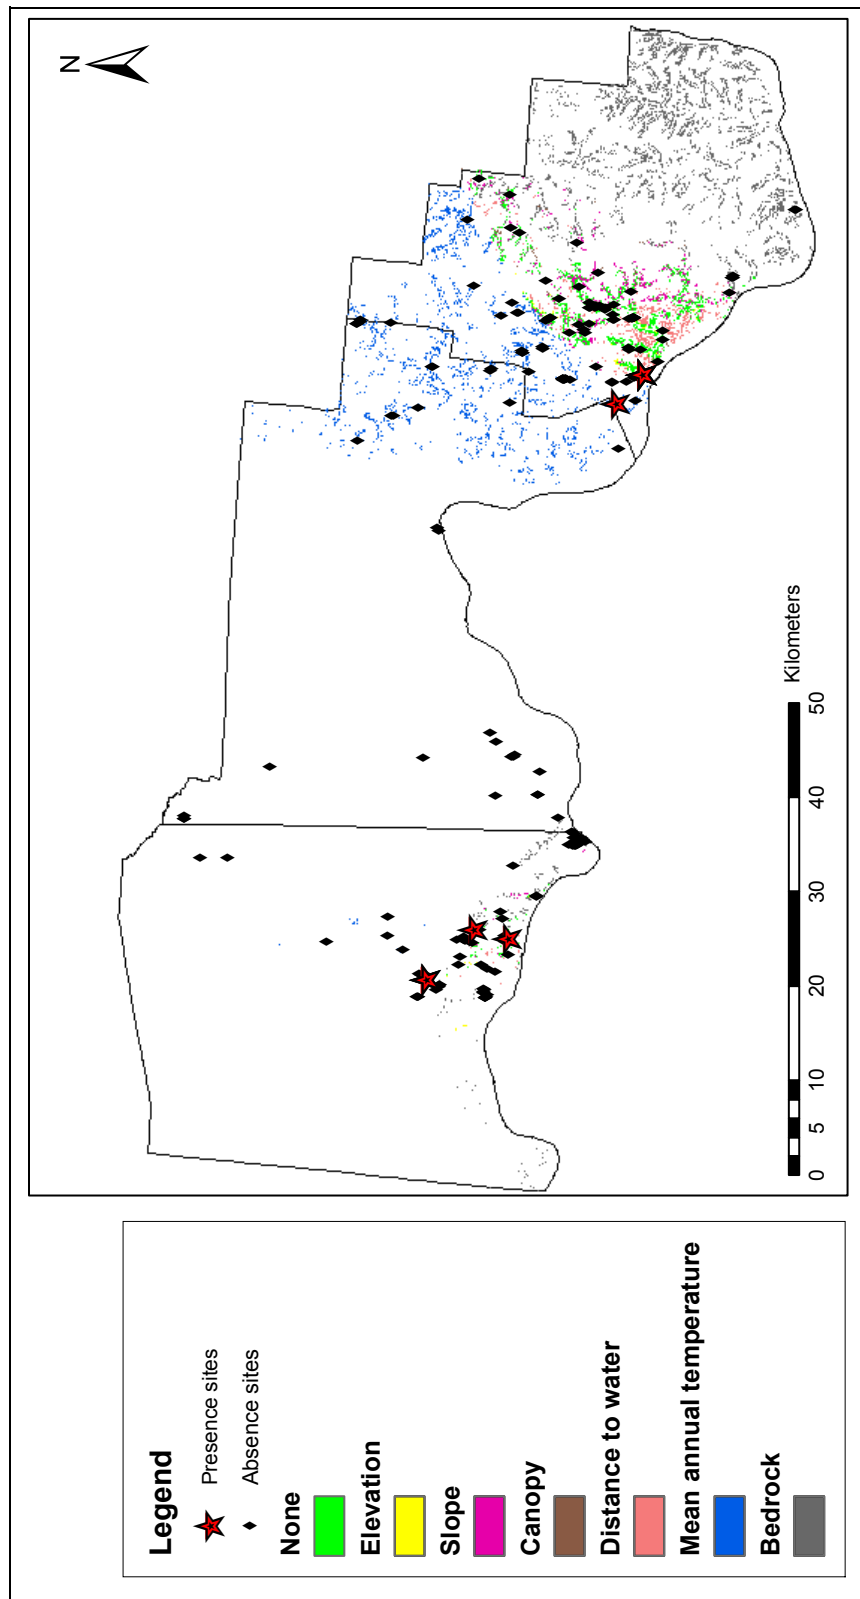 N
Kilometers
0 5 10 20 30 40 50
Legend
Presence sites
Absence sites
None
Elevation
Slope
Canopy
Distance to water
Mean annual temperature
Bedrock